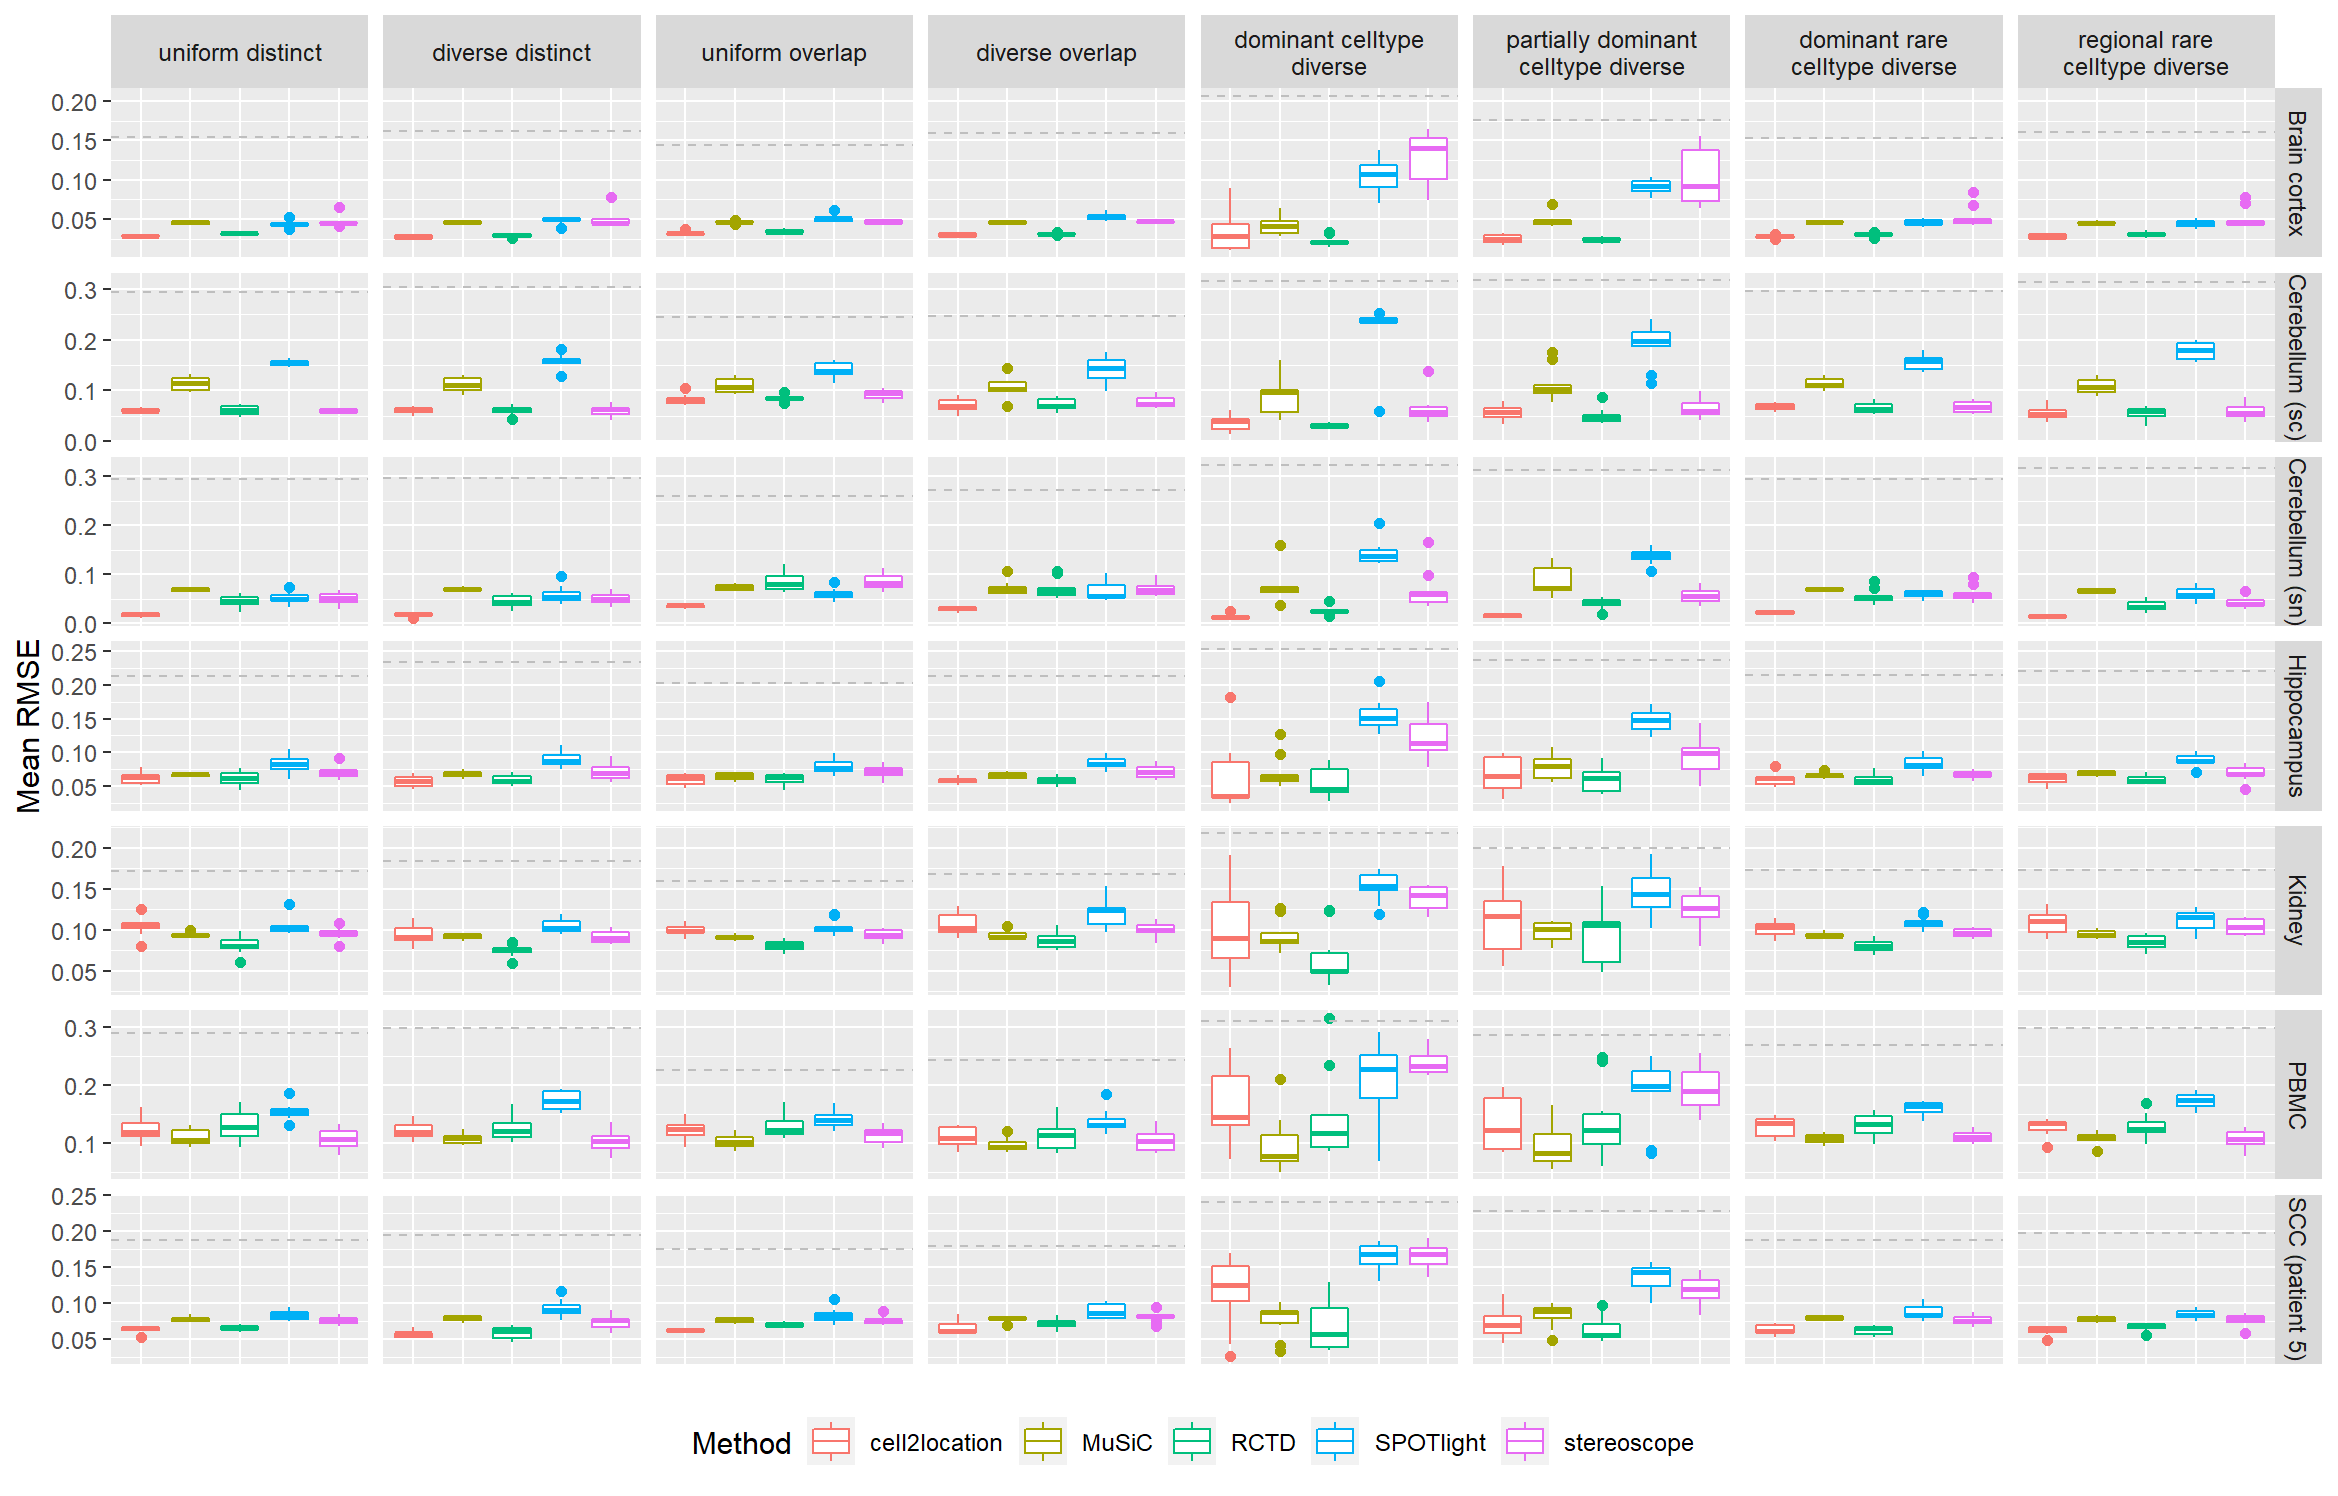 uniform distinct
diverse distinct
uniform overlap
diverse overlap
dominant celltype
diverse
partially dominant
celltype diverse
dominant rare
celltype diverse
regional rare
celltype diverse
Mean RMSE
0.20
0.15
0.10
0.05
Brain cortex
0.3
0.2
0.1
0.0
Cerebellum (sc)
0.3
0.2
0.1
0.0
Cerebellum (sn)
0.25
0.20
0.15
0.10
0.05
Hippocampus
0.20
0.15
0.10
0.05
Kidney
0.3
0.2
0.1
PBMC
0.25
0.20
0.15
0.10
0.05
SCC (patient 5)
Method cell2location MuSiC RCTD SPOTlight stereoscope